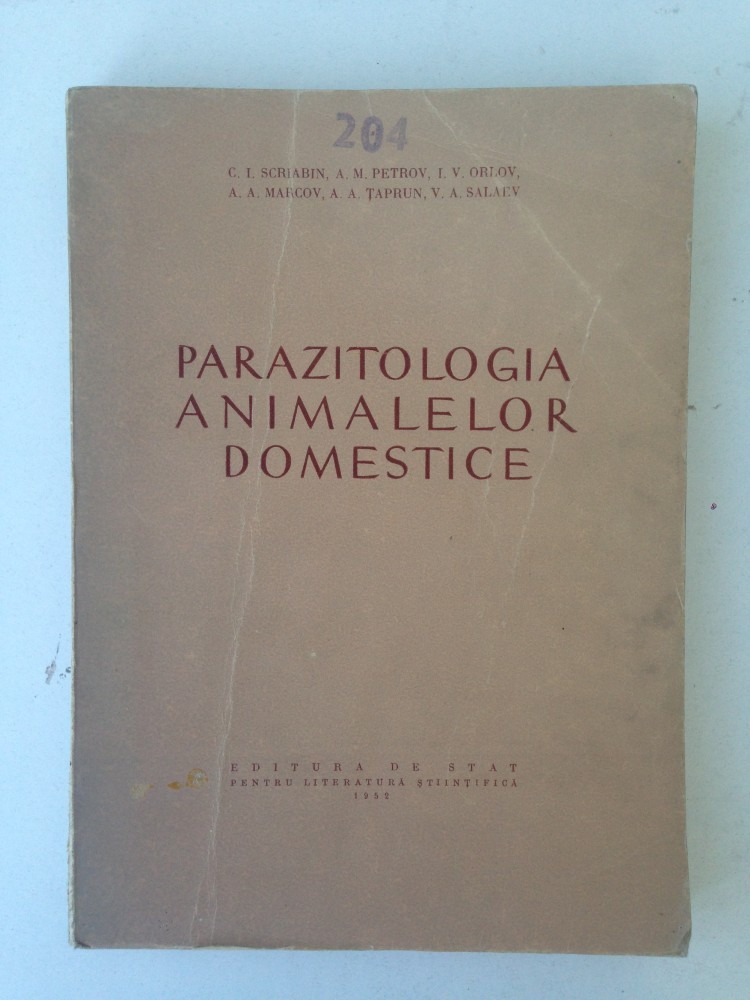 204
C. I. SCRIABIN, A. M. PETROV, I. V. ORLOV,
A. A. MARCOV, A. A. ȚAPRUN, V. A. SALAEV
PARAZITOLOGIA
ANIMALELOR
DOMESTICE
EDITURA DE STAT
PENTRU LITERATURĂ ȘTIINȚIFICĂ
1952